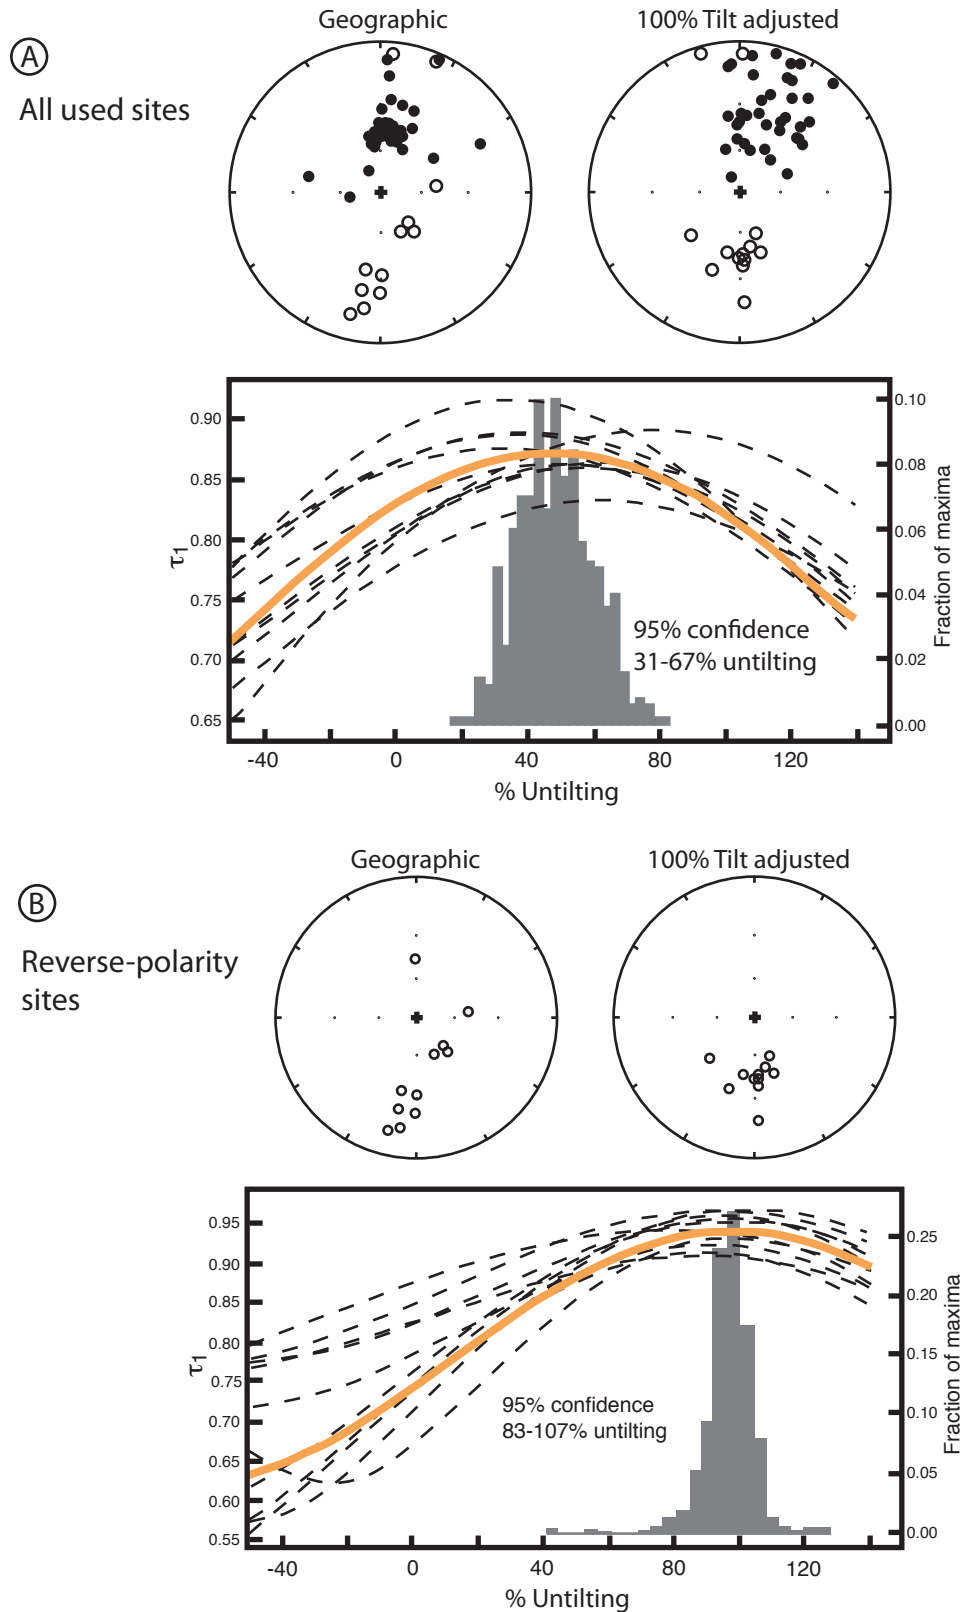 Geographic
100% Tilt adjusted
A
All used sites
0.90
0.85
0.80
0.75
0.70
0.65
τ1
0.10
0.08
0.06
0.04
0.02
0.00
Fraction of maxima
95% confidence
31-67% untilting
-40
0
40
80
120
% Untilting
Geographic
100% Tilt adjusted
B
Reverse-polarity
sites
0.95
0.90
0.85
0.80
0.75
0.70
0.65
0.60
0.55
τ1
0.25
0.20
0.15
0.10
0.05
0.00
Fraction of maxima
95% confidence
83-107% untilting
-40
0
40
80
120
% Untilting